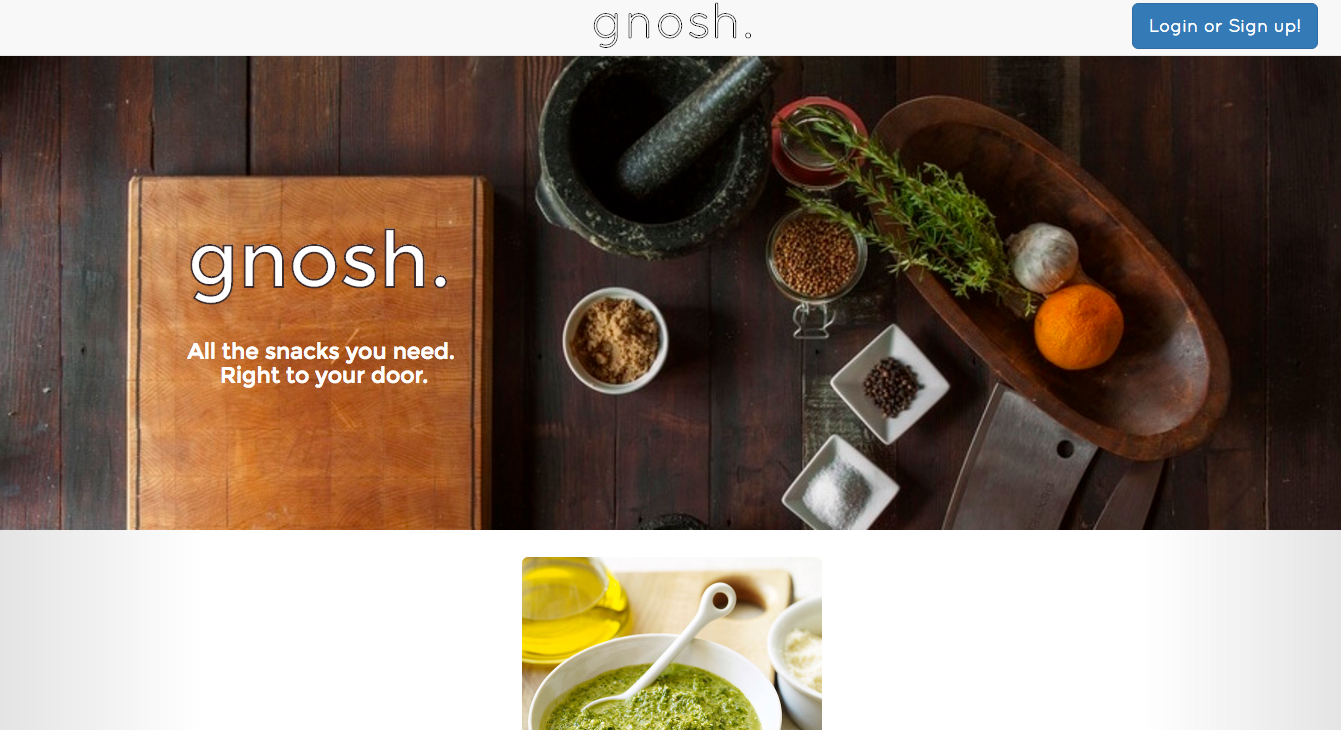 gnosh.
Login or Sign up!
gnosh.
All the snacks you need.
Right to your door.